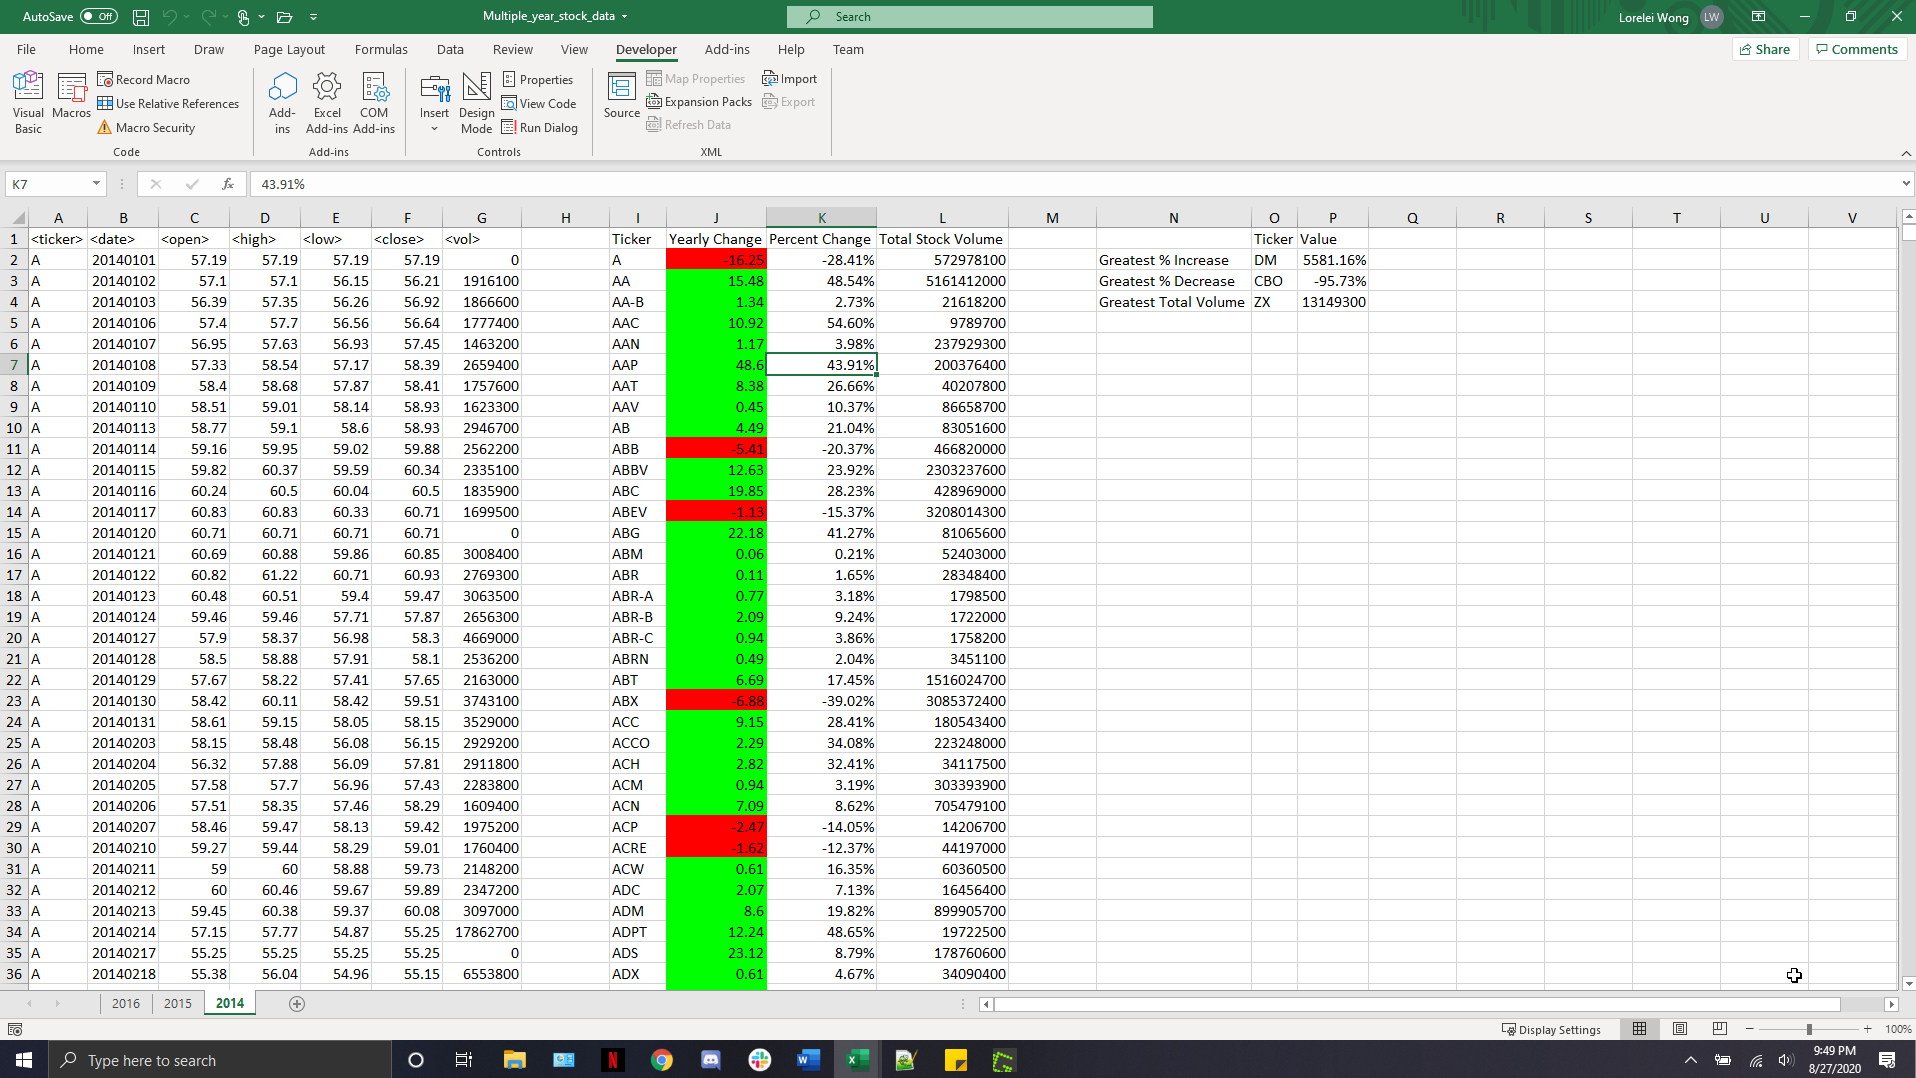 AutoSave Off Multiple_year_stock_data Search Lorelei Wong LW
File Home Insert Draw Page Layout Formulas Data Review View Developer Add-ins Help Team Share Comments
Visual Basic
Macros
Record Macro
Use Relative References
Macro Security
Code
Add-ins
Excel Add-ins
COM Add-ins
Add-ins
Insert
Design Mode
Properties
View Code
Run Dialog
Controls
Source
Map Properties
Expansion Packs
Refresh Data
Import
Export
XML
K7 fx 43.91%
A B C D E F G H I J K L M N O P Q R S T U V
1 <ticker> <date> <open> <high> <low> <close> <vol> Ticker Yearly Change Percent Change Total Stock Volume Ticker Value
2 A 20140101 57.19 57.19 57.19 57.19 0 A -16.25 -28.41% 572978100 Greatest % Increase DM 5581.16%
3 A 20140102 57.1 57.1 56.15 56.21 1916100 AA 15.48 48.54% 5161412000 Greatest % Decrease CBO -95.73%
4 A 20140103 56.39 57.35 56.26 56.92 1866600 AA-B 1.34 2.73% 21618200 Greatest Total Volume ZX 13149300
5 A 20140106 57.4 57.7 56.56 56.64 1777400 AAC 10.92 54.60% 9789700
6 A 20140107 56.95 57.63 56.93 57.45 1463200 AAN 1.17 3.98% 237929300
7 A 20140108 57.33 58.54 57.17 58.39 2659400 AAP 48.6 43.91% 200376400
8 A 20140109 58.4 58.68 57.87 58.41 1757600 AAT 8.38 26.66% 40207800
9 A 20140110 58.51 59.01 58.14 58.93 1623300 AAV 0.45 10.37% 86658700
10 A 20140113 58.77 59.1 58.6 58.93 2946700 AB 4.49 21.04% 83051600
11 A 20140114 59.16 59.95 59.02 59.88 2562200 ABB -5.41 -20.37% 466820000
12 A 20140115 59.82 60.37 59.59 60.34 2335100 ABBV 12.63 23.92% 2303237600
13 A 20140116 60.24 60.5 60.04 60.5 1835900 ABC 19.85 28.23% 428969000
14 A 20140117 60.83 60.83 60.33 60.71 1699500 ABEV -1.13 -15.37% 3208014300
15 A 20140120 60.71 60.71 60.71 60.71 0 ABG 22.18 41.27% 81065600
16 A 20140121 60.69 60.88 59.86 60.85 3008400 ABM 0.06 0.21% 52403000
17 A 20140122 60.82 61.22 60.71 60.93 2769300 ABR 0.11 1.65% 28348400
18 A 20140123 60.48 60.51 59.4 59.47 3063500 ABR-A 0.77 3.18% 1798500
19 A 20140124 59.46 59.46 57.71 57.87 2656300 ABR-B 2.09 9.24% 1722000
20 A 20140127 57.9 58.37 56.98 58.3 4669000 ABR-C 0.94 3.86% 1758200
21 A 20140128 58.5 58.88 57.91 58.1 2536200 ABRN 0.49 2.04% 3451100
22 A 20140129 57.67 58.22 57.41 57.65 2163000 ABT 6.69 17.45% 1516024700
23 A 20140130 58.42 60.11 58.42 59.51 3743100 ABX -6.88 -39.02% 3085372400
24 A 20140131 58.61 59.15 58.05 58.15 3529000 ACC 9.15 28.41% 180543400
25 A 20140203 58.15 58.48 56.08 56.15 2929200 ACCO 2.29 34.08% 223248000
26 A 20140204 56.32 57.88 56.09 57.81 2911800 ACH 2.82 32.41% 34117500
27 A 20140205 57.58 57.7 56.96 57.43 2283800 ACM 0.94 3.19% 303393900
28 A 20140206 57.51 58.35 57.46 58.29 1609400 ACN 7.09 8.62% 705479100
29 A 20140207 58.46 59.47 58.13 59.42 1975200 ACP -2.47 -14.05% 14206700
30 A 20140210 59.27 59.44 58.29 59.01 1760400 ACRE -1.62 -12.37% 44197000
31 A 20140211 59 60 58.88 59.73 2148200 ACW 0.61 16.35% 60360500
32 A 20140212 60 60.46 59.67 59.89 2347200 ADC 2.07 7.13% 16456400
33 A 20140213 59.45 60.38 59.37 60.08 3097000 ADM 8.6 19.82% 899905700
34 A 20140214 57.15 57.77 54.87 55.25 17862700 ADPT 12.24 48.65% 19722500
35 A 20140217 55.25 55.25 55.25 55.25 0 ADS 23.12 8.79% 178760600
36 A 20140218 55.38 56.04 54.96 55.15 6553800 ADX 0.61 4.67% 34090400
2016 2015 2014
Display Settings 100%
Type here to search 9:49 PM
8/27/2020